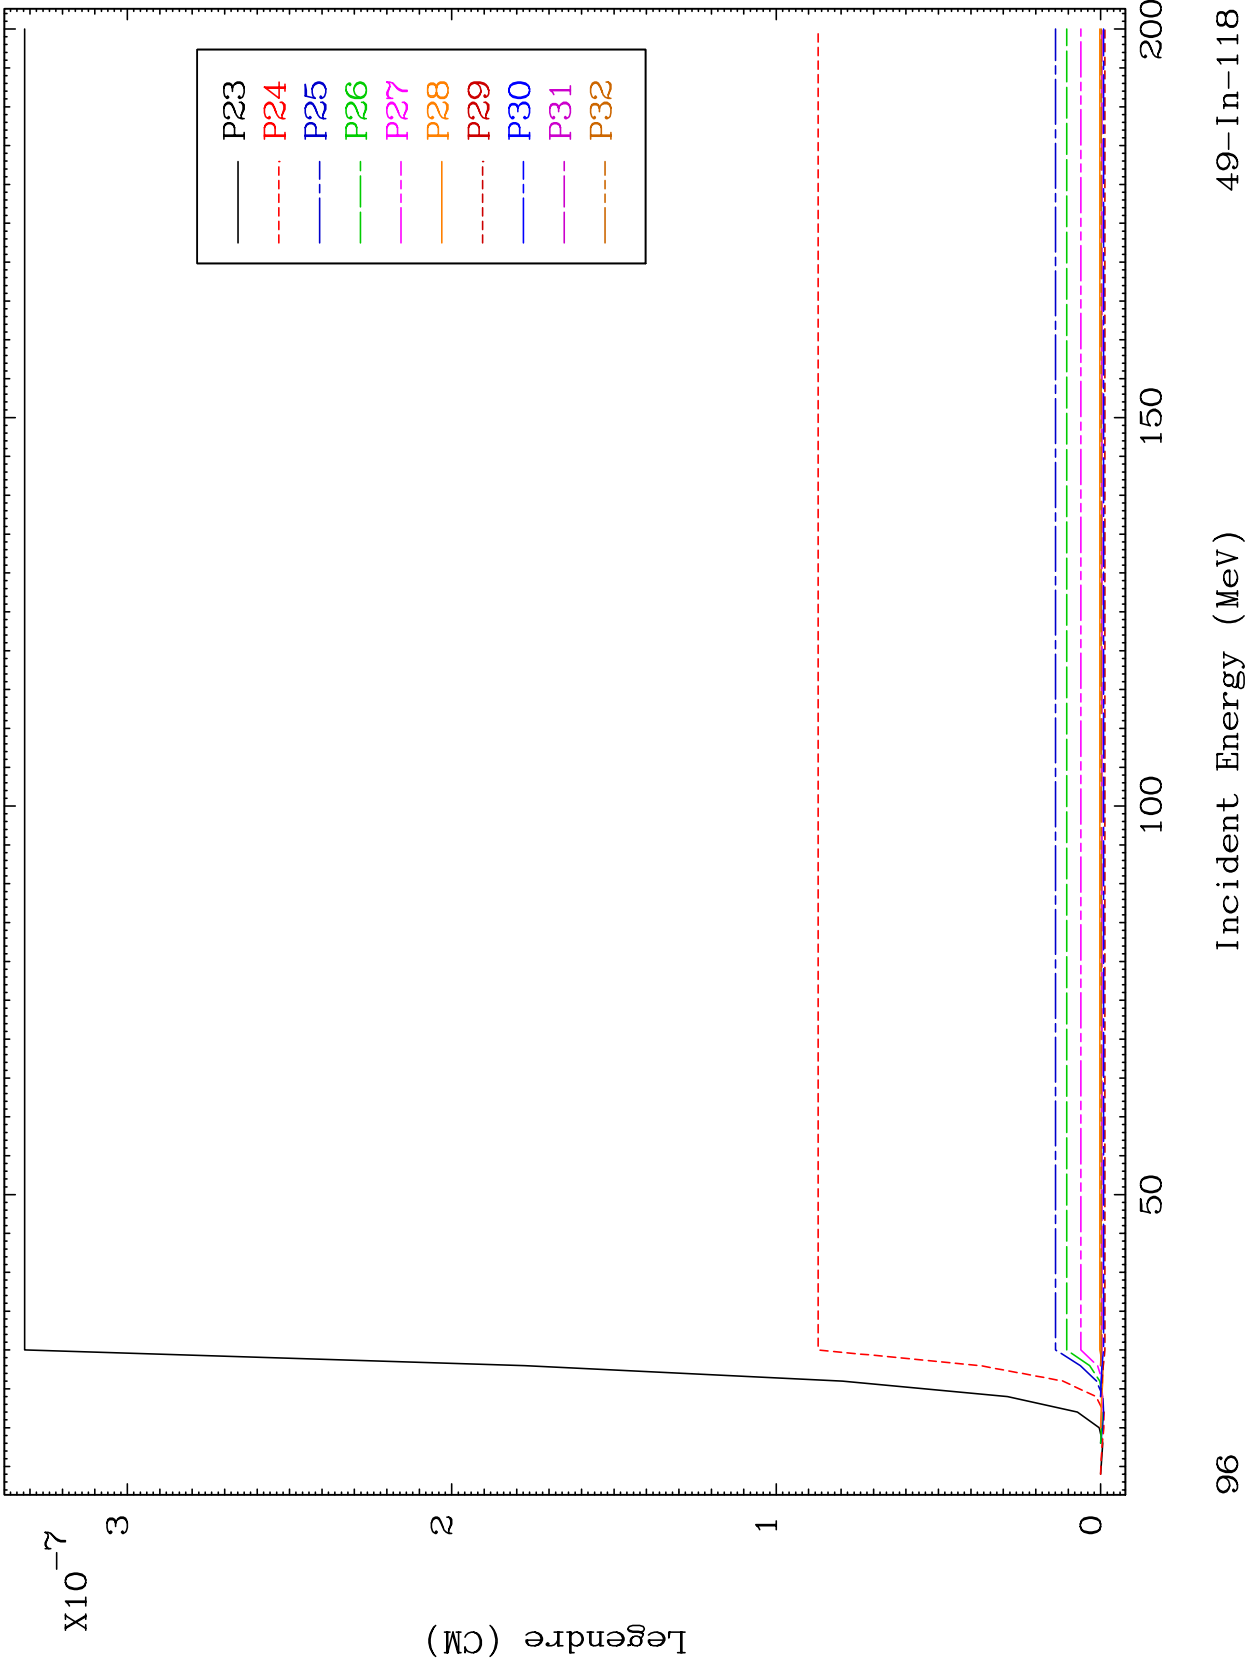 X10-7
Legendre (CM)
3
2
1
0
P23
P24
P25
P26
P27
P28
P29
P30
P31
P32
50
100
150
200
Incident Energy (MeV)
96
49-In-118